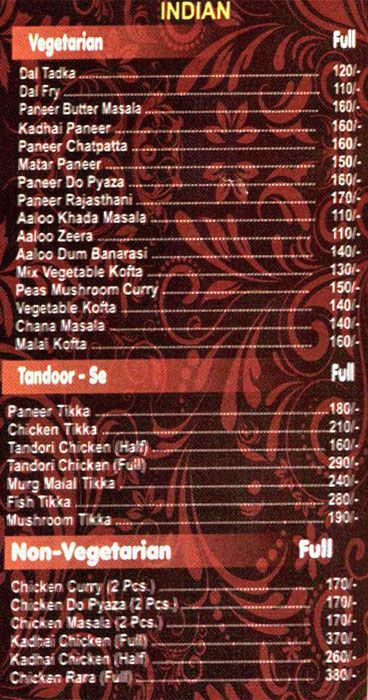 INDIAN
Vegetarian Full
Dal Tadka 120/-
Dal Fry 110/-
Paneer Butter Masala 160/-
Kadhai Paneer 160/-
Paneer Chatpatta 160/-
Matar Paneer 150/-
Paneer Do Pyaza 160/-
Paneer Rajasthani 170/-
Aaloo Khada Masala 110/-
Aaloo Zeera 110/-
Aaloo Dum Banarasi 140/-
Mix Vegetable Kofta 130/-
Peas Mushroom Curry 150/-
Vegetable Kofta 140/-
Chana Masala 140/-
Malai Kofta 160/-
Tandoor - Se Full
Paneer Tikka 180/-
Chicken Tikka 210/-
Tandori Chicken (Half) 160/-
Tandori Chicken (Full) 290/-
Murg Malai Tikka 240/-
Fish Tikka 280/-
Mushroom Tikka 190/-
Non-Vegetarian Full
Chicken Curry (2 Pcs.) 170/-
Chicken Do Pyaza (2 Pcs.) 170/-
Chicken Masala (2 Pcs.) 170/-
Kadhai Chicken (Full) 370/-
Kadhai Chicken (Half) 260/-
Chicken Rara (Full) 380/-